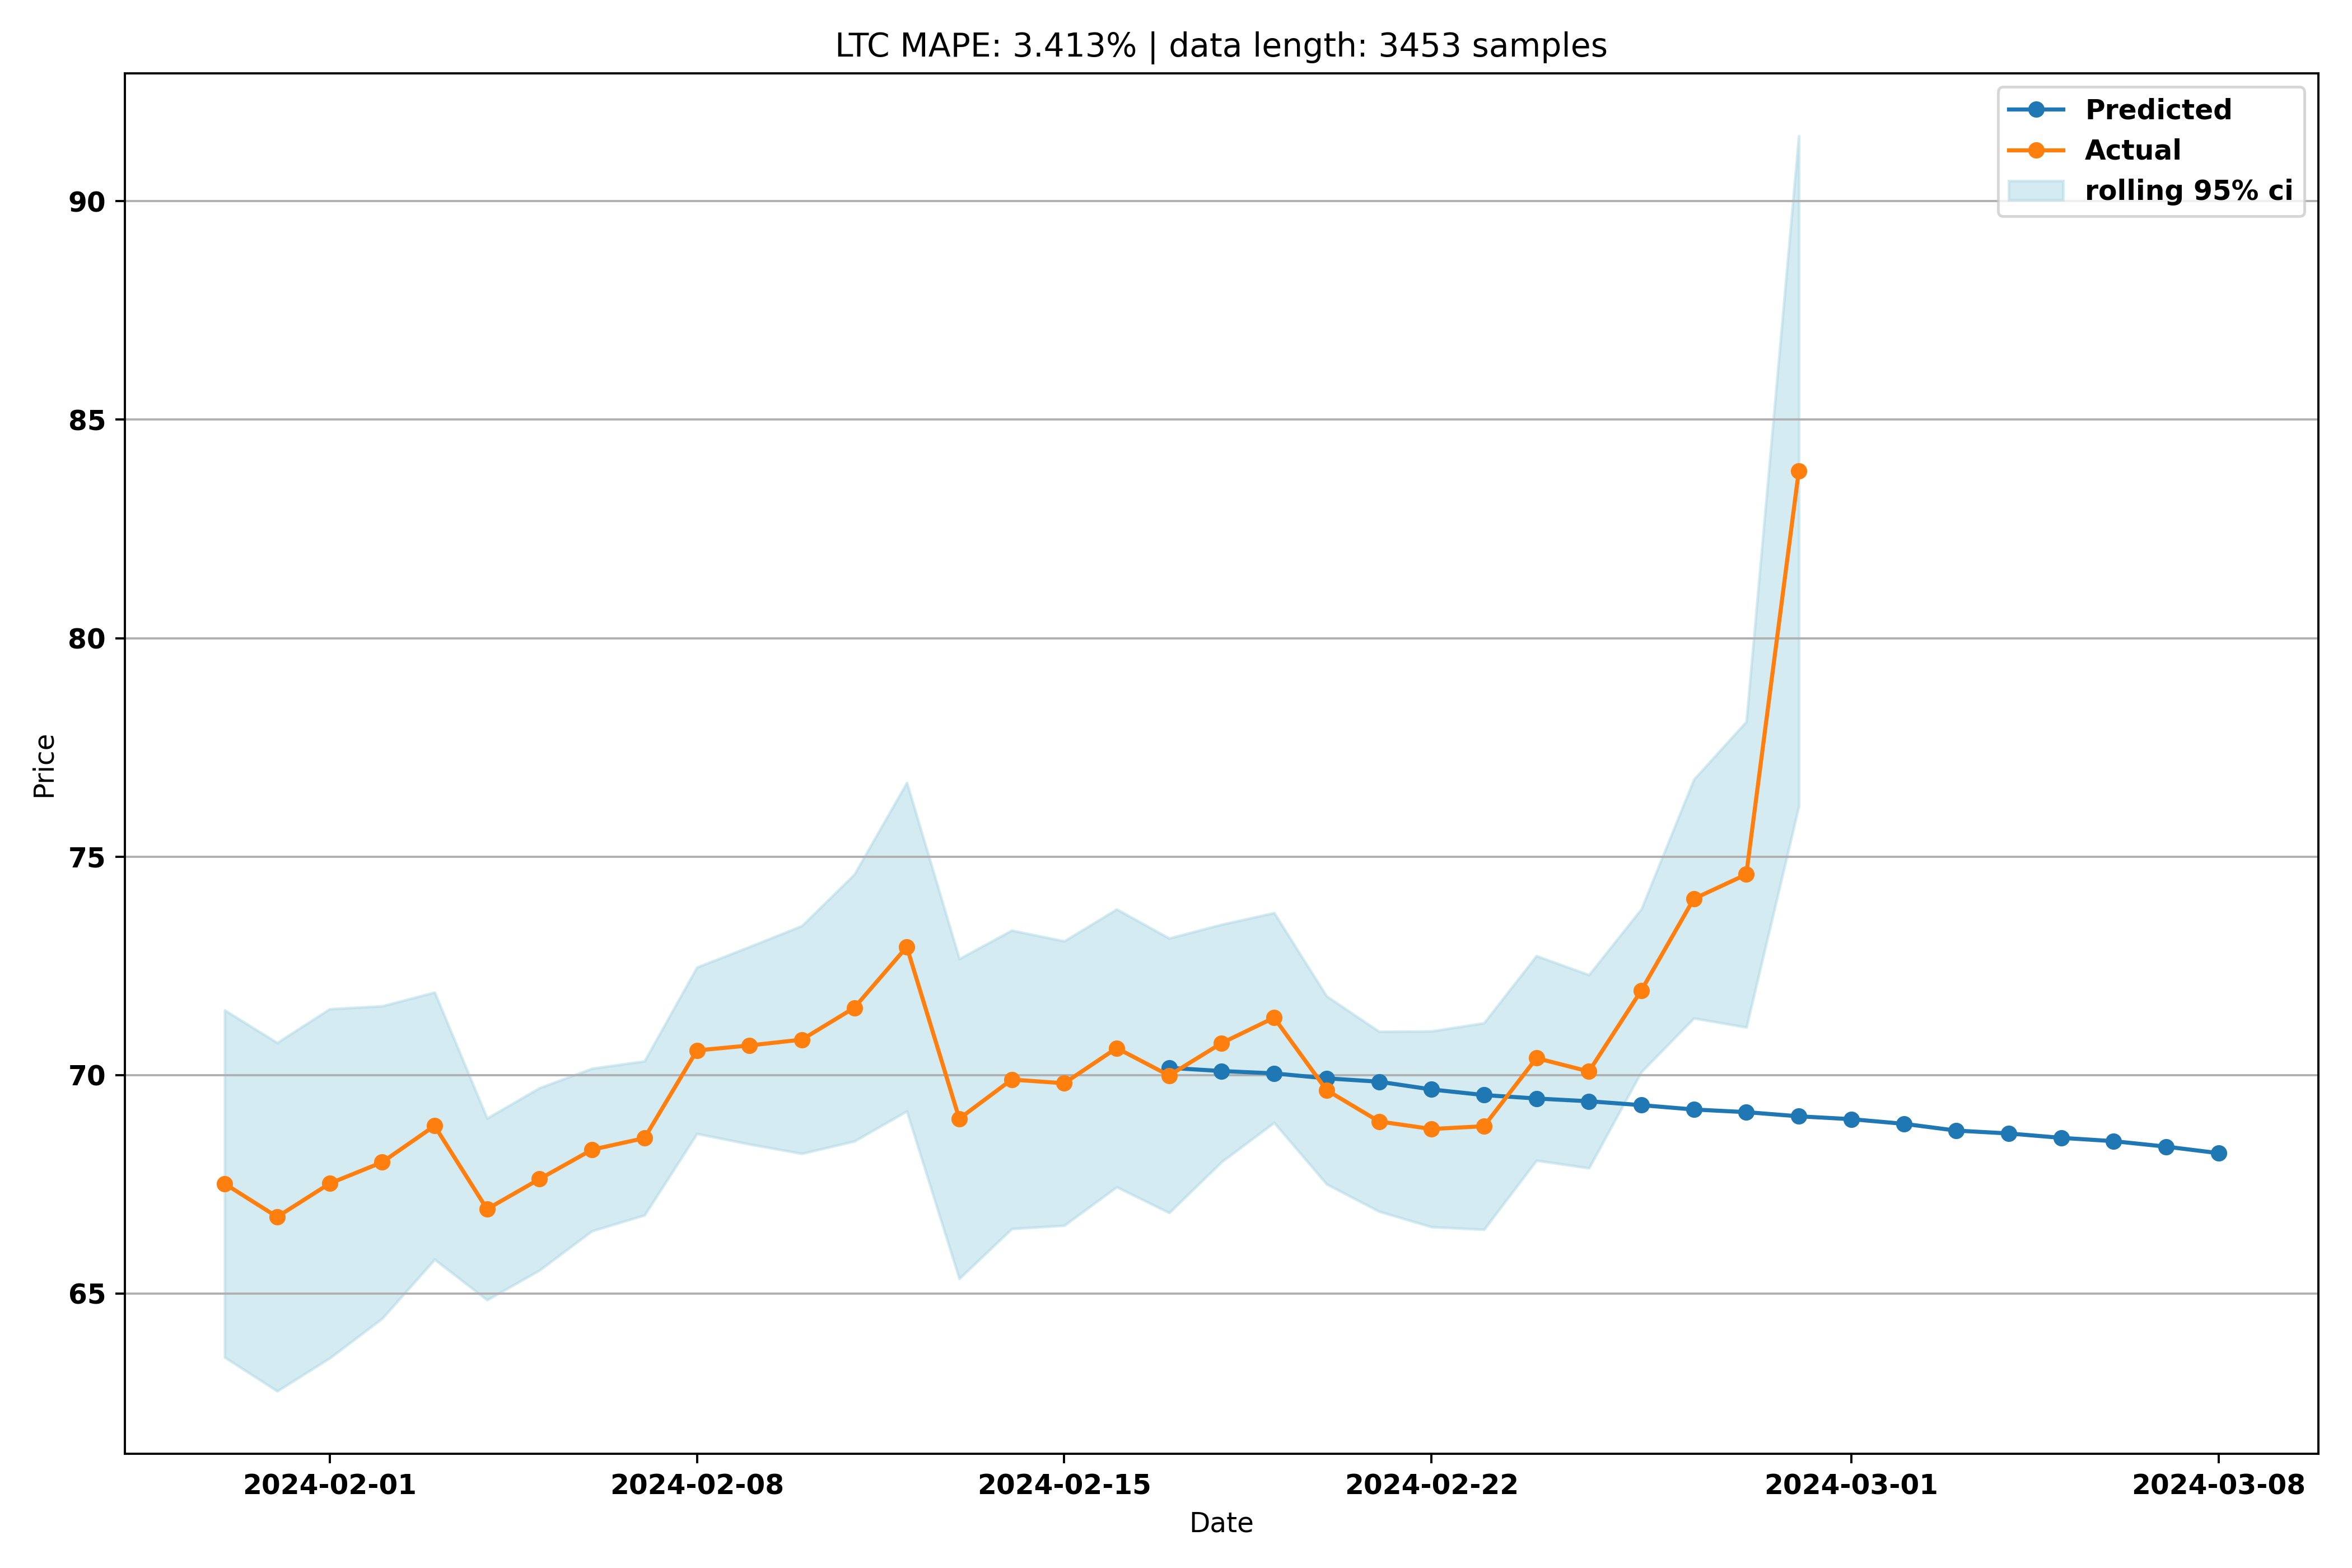 LTC MAPE: 3.413% | data length: 3453 samples
Predicted
Actual
rolling 95% ci
90
85
80
75
70
65
Price
2024-02-01
2024-02-08
2024-02-15
2024-02-22
2024-03-01
2024-03-08
Date